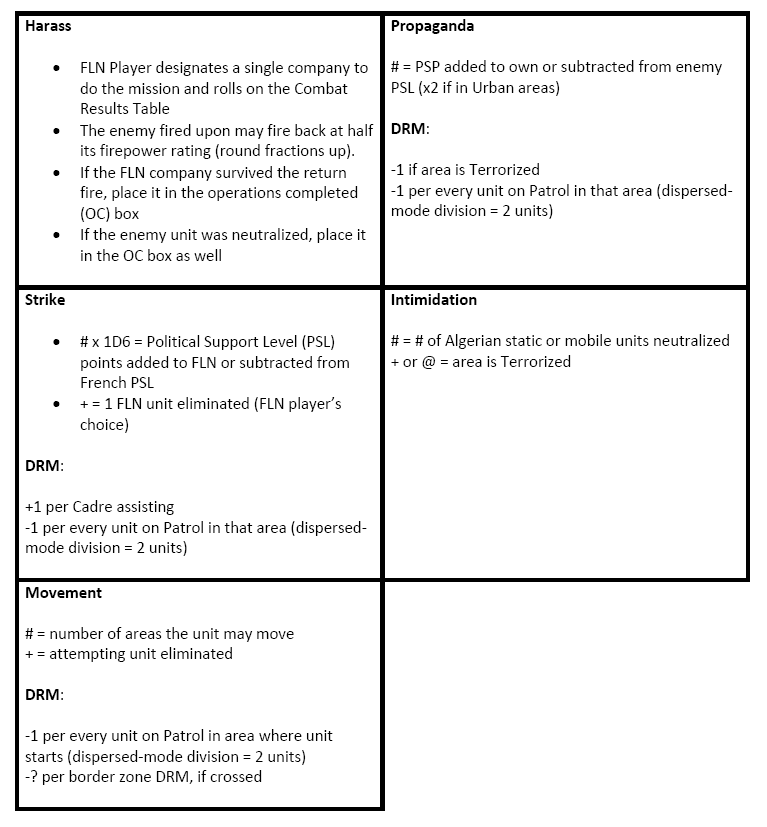 Harass
• FLN Player designates a single company to
do the mission and rolls on the Combat
Results Table
• The enemy fired upon may fire back at half
its firepower rating (round fractions up).
• If the FLN company survived the return
fire, place it in the operations completed
(OC) box
• If the enemy unit was neutralized, place it
in the OC box as well
Propaganda
# = PSP added to own or subtracted from enemy
PSL (x2 if in Urban areas)
DRM:
-1 if area is Terrorized
-1 per every unit on Patrol in that area (dispersed-
mode division = 2 units)
Strike
• # x 1D6 = Political Support Level (PSL)
points added to FLN or subtracted from
French PSL
• + = 1 FLN unit eliminated (FLN player’s
choice)
DRM:
+1 per Cadre assisting
-1 per every unit on Patrol in that area (dispersed-
mode division = 2 units)
Intimidation
# = # of Algerian static or mobile units neutralized
+ or @ = area is Terrorized
Movement
# = number of areas the unit may move
+ = attempting unit eliminated
DRM:
-1 per every unit on Patrol in area where unit
starts (dispersed-mode division = 2 units)
-? per border zone DRM, if crossed